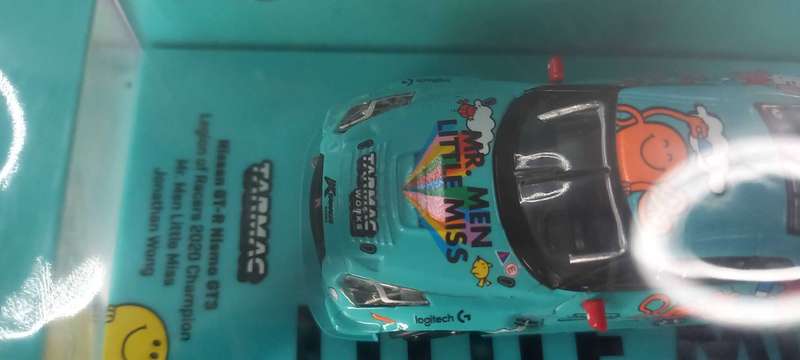 TARMAC
Nissan GT-R Nismo GT3
Legion of Racers 2020 Champion
Mr. Men Little Miss
Jonathan Wong
TARMAC
WORKS
MR. MEN
LITTLE MISS
logitech G
logitech